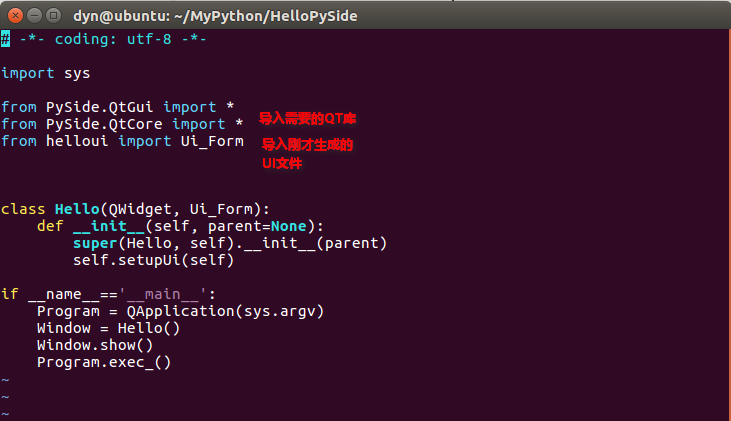 dyn@ubuntu: ~/MyPython/HelloPySide
# -*- coding: utf-8 -*-
import sys
from PySide.QtGui import *
from PySide.QtCore import *
导入需要的QT库
from helloui import Ui_Form
导入刚才生成的
UI文件
class Hello(QWidget, Ui_Form):
    def __init__(self, parent=None):
        super(Hello, self).__init__(parent)
        self.setupUi(self)
if __name__=='__main__':
    Program = QApplication(sys.argv)
    Window = Hello()
    Window.show()
    Program.exec_()
~
~
~